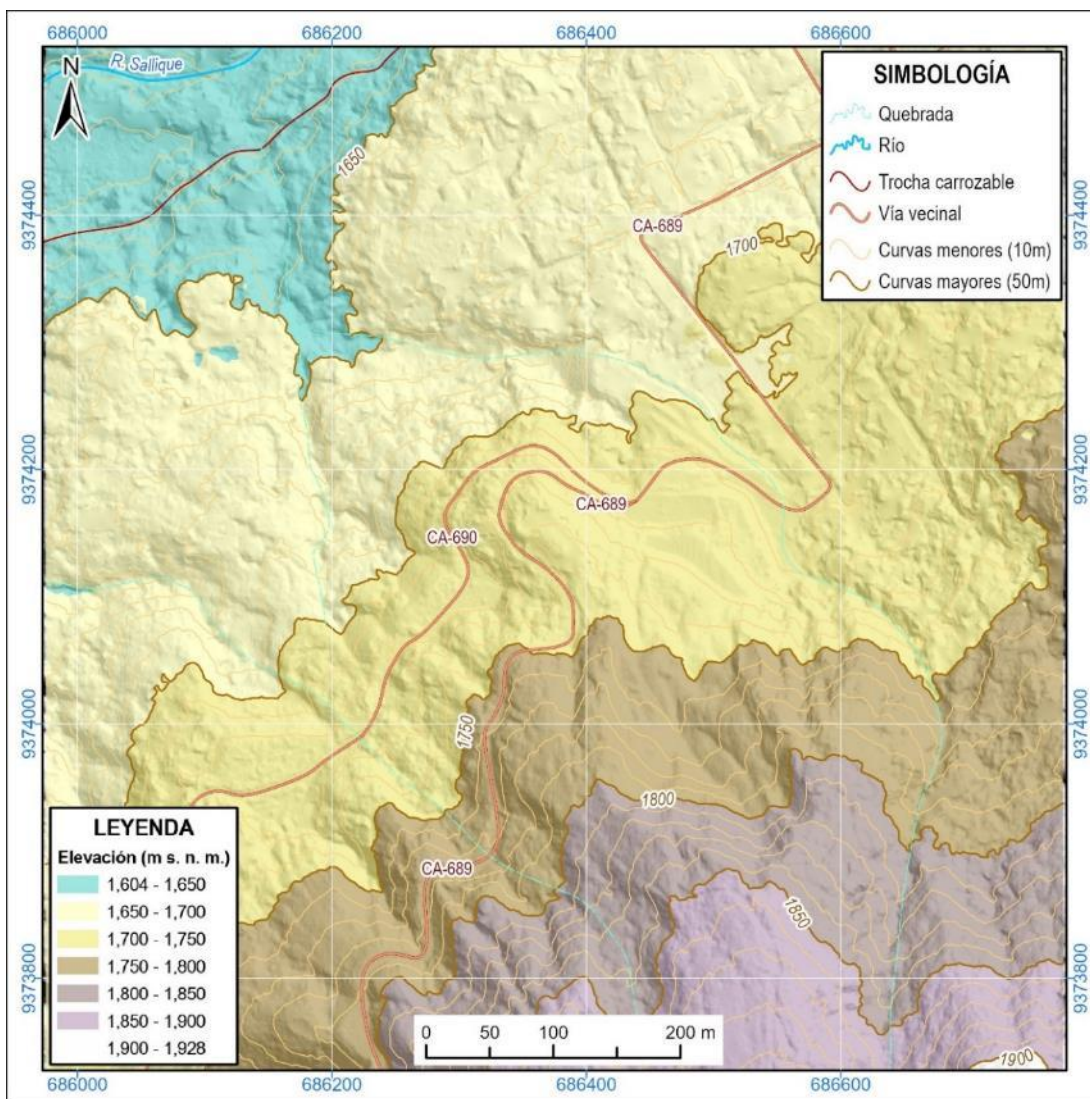 686000 686200 686400 686600
R. Sallique
N
SIMBOLOGÍA
Quebrada
Río
Trocha carrozable
Vía vecinal
Curvas menores (10m)
Curvas mayores (50m)
1650
9374400 9374400
CA-689
1700
9374200 9374200
CA-689
CA-690
9374000 9374000
1750
1800
CA-689
1850
LEYENDA
Elevación (m s. n. m.)
1,604 - 1,650
1,650 - 1,700
1,700 - 1,750
1,750 - 1,800
1,800 - 1,850
1,850 - 1,900
1,900 - 1,928
9373800 9373800
0 50 100 200 m
1900
686000 686200 686400 686600